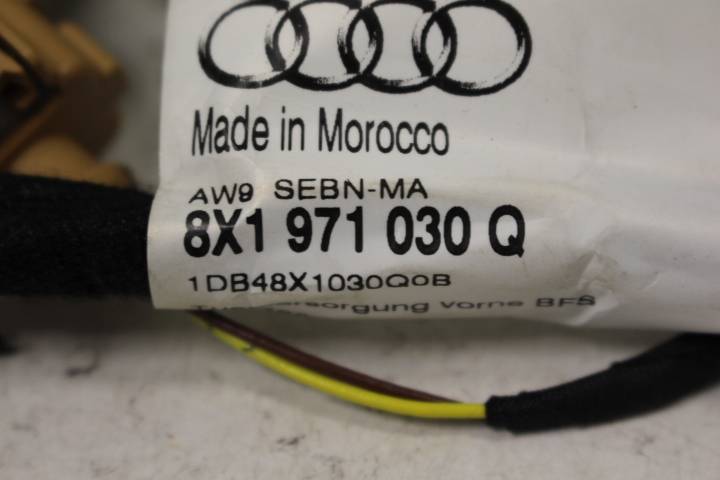 Made in Morocco
AW9 SEBN-MA
8X1 971 030 Q
1DB48X1030Q0B
vorne BFS